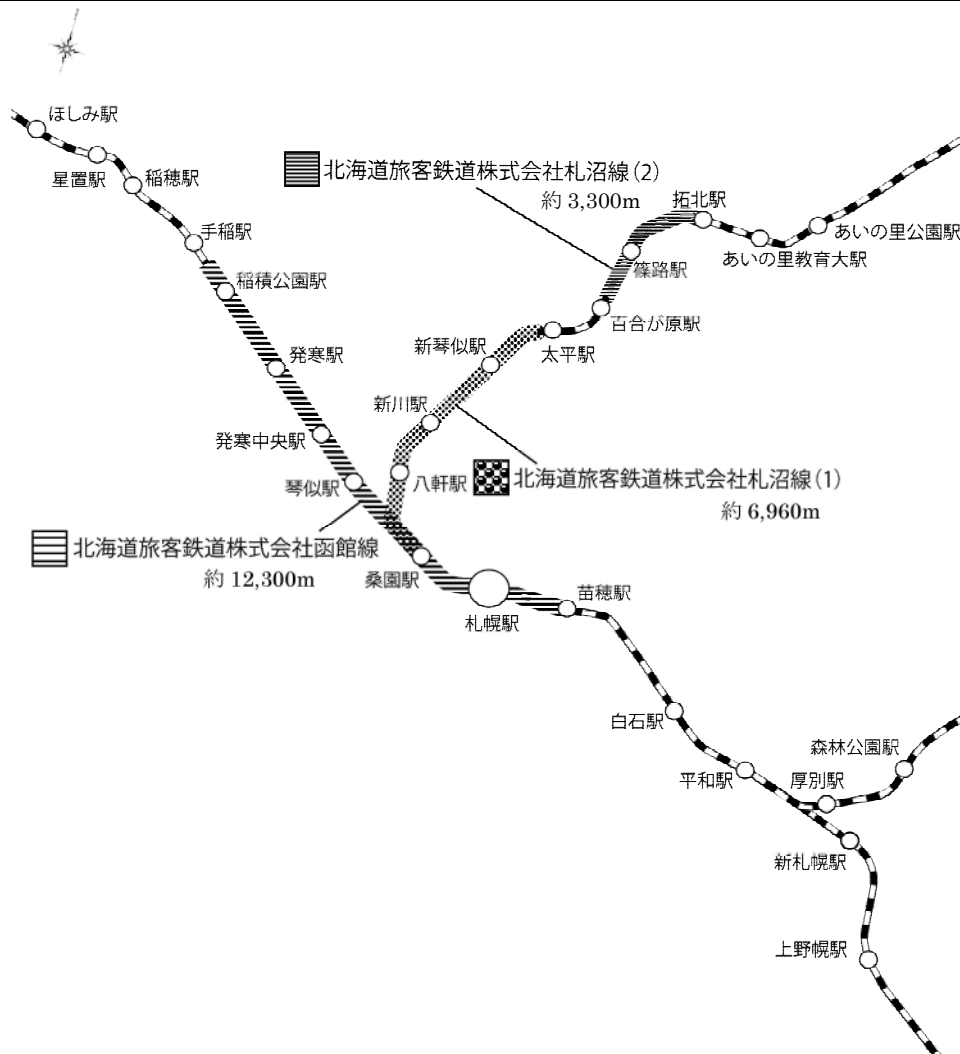 ほしみ駅
星置駅
稲穂駅
北海道旅客鉄道株式会社札沼線(2)
約 3,300m
拓北駅
手稲駅
あいの里公園駅
あいの里教育大駅
稲積公園駅
篠路駅
百合が原駅
新琴似駅
太平駅
発寒駅
新川駅
発寒中央駅
琴似駅
八軒駅
北海道旅客鉄道株式会社札沼線(1)
約 6,960m
北海道旅客鉄道株式会社函館線
約 12,300m
桑園駅
苗穂駅
札幌駅
白石駅
森林公園駅
平和駅
厚別駅
新札幌駅
上野幌駅